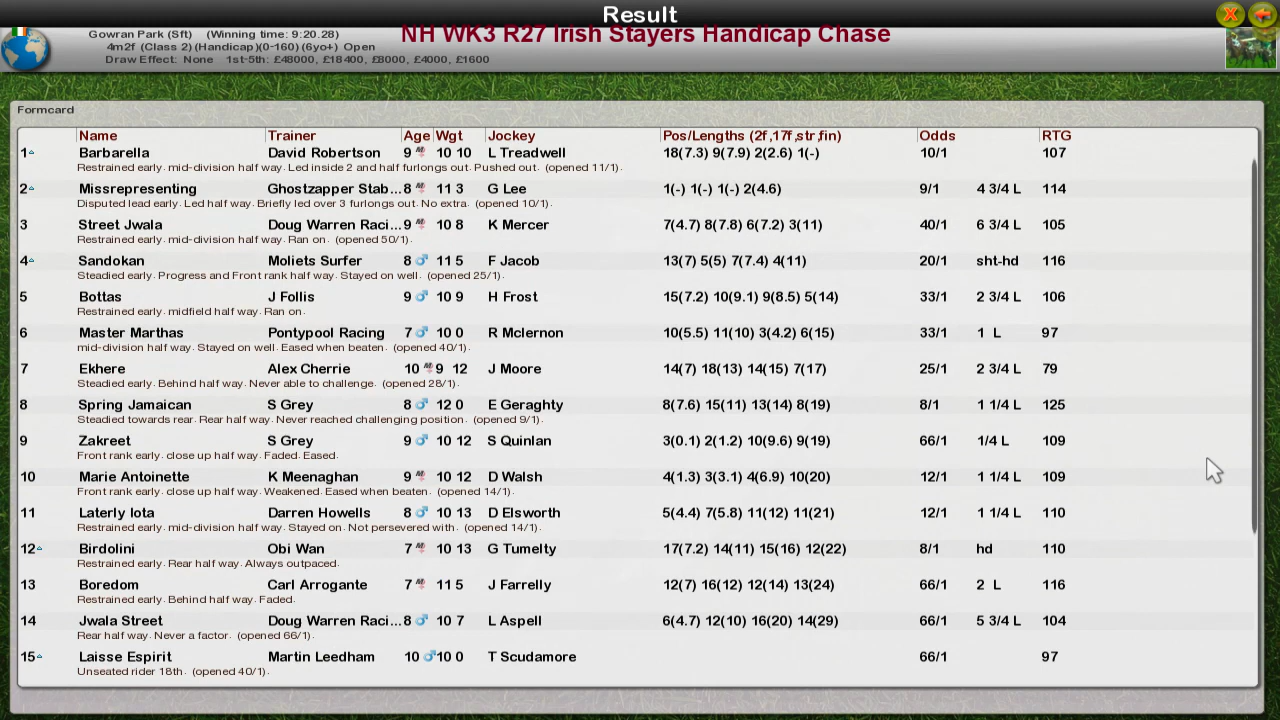 Result
Gowran Park (Sft) (Winning time: 9:20.28)
NH WK3 R27 Irish Stayers Handicap Chase
4m2f (Class 2) (Handicap)(0-160) (6yo+) Open
Draw Effect: None 1st-5th: £48000, £18400, £8000, £4000, £1600
Formcard
Name Trainer Age Wgt Jockey Pos/Lengths (2f,17f,str,fin) Odds RTG
1 Barbarella David Robertson 9 10 10 L Treadwell 18(7.3) 9(7.9) 2(2.6) 1(-) 10/1 107
Restrained early. mid-division half way. Led inside 2 and half furlongs out. Pushed out. (opened 11/1).
2 Missrepresenting Ghostzapper Stab... 8 11 3 G Lee 1(-) 1(-) 1(-) 2(4.6) 9/1 4 3/4 L 114
Disputed lead early. Led half way. Briefly led over 3 furlongs out. No extra. (opened 10/1).
3 Street Jwala Doug Warren Raci... 9 10 8 K Mercer 7(4.7) 8(7.8) 6(7.2) 3(11) 40/1 6 3/4 L 105
Restrained early. mid-division half way. Ran on. (opened 50/1).
4 Sandokan Moliets Surfer 8 11 5 F Jacob 13(7) 5(5) 7(7.4) 4(11) 20/1 sht-hd 116
Steadied early. Progress and Front rank half way. Stayed on well. (opened 25/1).
5 Bottas J Follis 9 10 9 H Frost 15(7.2) 10(9.1) 9(8.5) 5(14) 33/1 2 3/4 L 106
Restrained early. midfield half way. Ran on.
6 Master Marthas Pontypool Racing 7 10 0 R Mclernon 10(5.5) 11(10) 3(4.2) 6(15) 33/1 1 L 97
mid-division half way. Stayed on well. Eased when beaten. (opened 40/1).
7 Ekhere Alex Cherrie 10 9 12 J Moore 14(7) 18(13) 14(15) 7(17) 25/1 2 3/4 L 79
Steadied early. Behind half way. Never able to challenge. (opened 28/1).
8 Spring Jamaican S Grey 8 12 0 E Geraghty 8(7.6) 15(11) 13(14) 8(19) 8/1 1 1/4 L 125
Steadied towards rear. Rear half way. Never reached challenging position. (opened 9/1).
9 Zakreet S Grey 9 10 12 S Quinlan 3(0.1) 2(1.2) 10(9.6) 9(19) 66/1 1/4 L 109
Front rank early. close up half way. Faded. Eased.
10 Marie Antoinette K Meenaghan 9 10 12 D Walsh 4(1.3) 3(3.1) 4(6.9) 10(20) 12/1 1 1/4 L 109
Front rank early. close up half way. Weakened. Eased when beaten. (opened 14/1).
11 Laterly Iota Darren Howells 8 10 13 D Elsworth 5(4.4) 7(5.8) 11(12) 11(21) 12/1 1 1/4 L 110
Restrained early. mid-division half way. Stayed on. Not persevered with. (opened 14/1).
12 Birdolini Obi Wan 7 10 13 G Tumelty 17(7.2) 14(11) 15(16) 12(22) 8/1 hd 110
Restrained early. Rear half way. Always outpaced.
13 Boredom Carl Arrogante 7 11 5 J Farrelly 12(7) 16(12) 12(14) 13(24) 66/1 2 L 116
Restrained early. Behind half way. Faded.
14 Jwala Street Doug Warren Raci... 8 10 7 L Aspell 6(4.7) 12(10) 16(20) 14(29) 66/1 5 3/4 L 104
Rear half way. Never a factor. (opened 66/1).
15 Laisse Espirit Martin Leedham 10 10 0 T Scudamore 66/1 97
Unseated rider 18th. (opened 40/1).